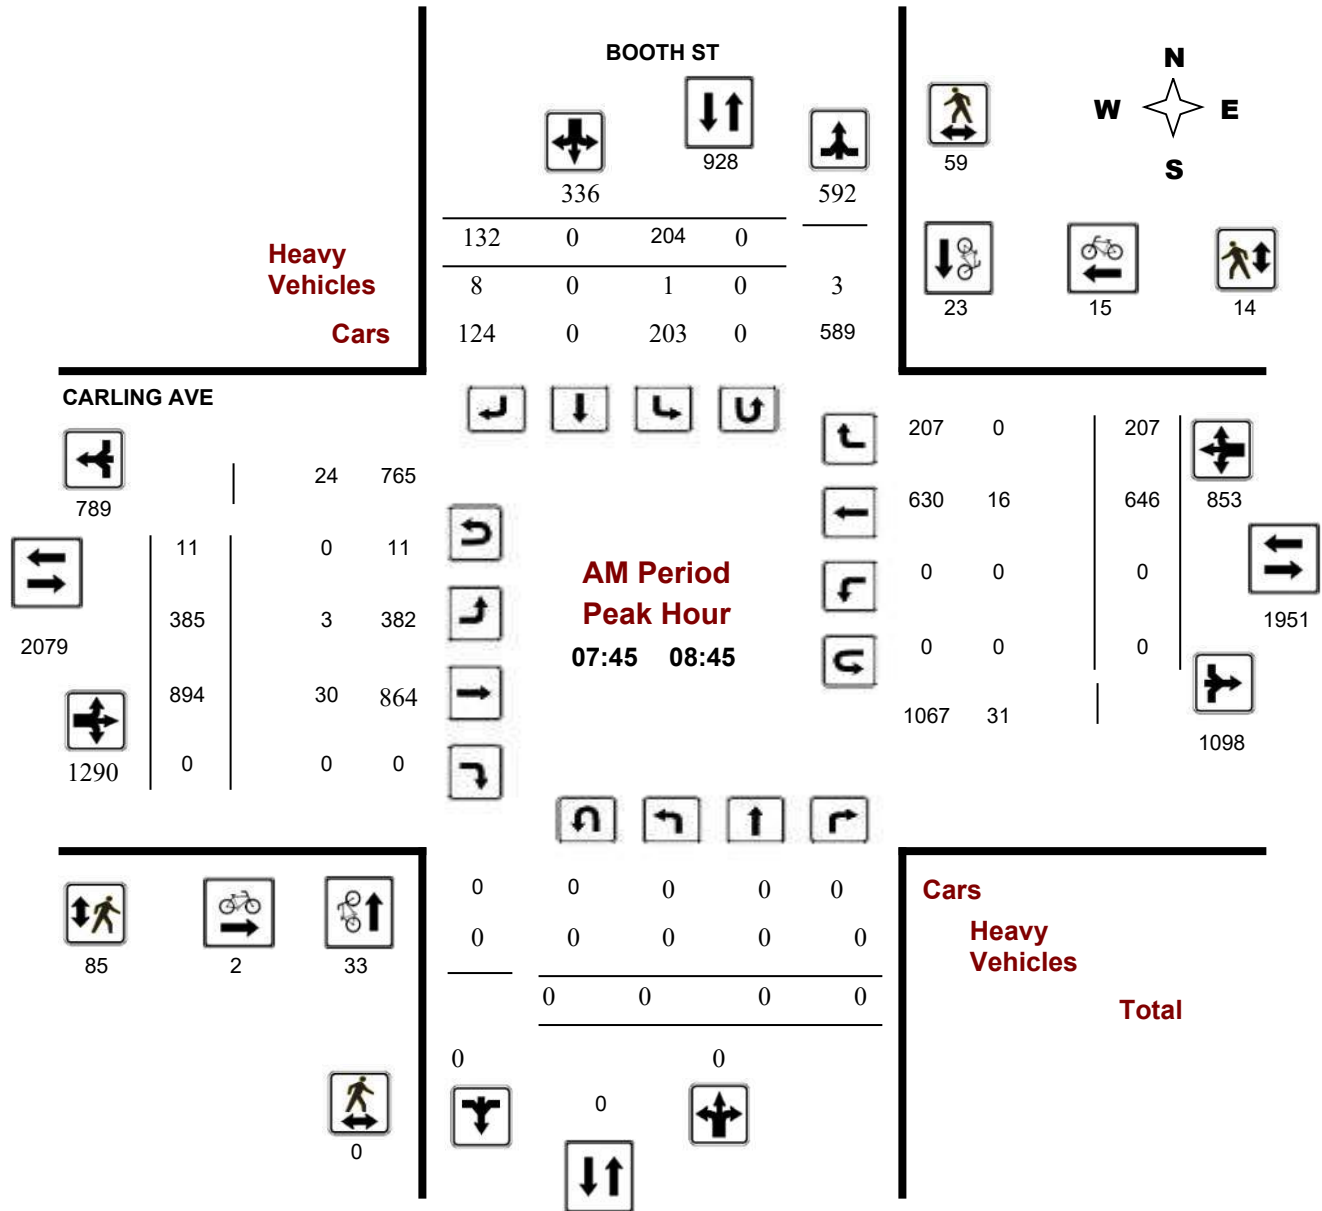 BOOTH ST
N
W E
S
928
59
336
592
132 0 204 0
Heavy
Vehicles
8 0 1 0 3
23 15 14
Cars
124 0 203 0 589
CARLING AVE
207 0 207
24 765
789
630 16 646 853
11 0 11
AM Period
0 0 0
Peak Hour
385 3 382
1951
2079
07:45 08:45
0 0 0
894 30 864
1067 31
1098
1290 0 0 0
0 0 0 0 0
Cars
0 0 0 0 0
Heavy
Vehicles
85 2 33
0 0 0 0
Total
0 0
0
0